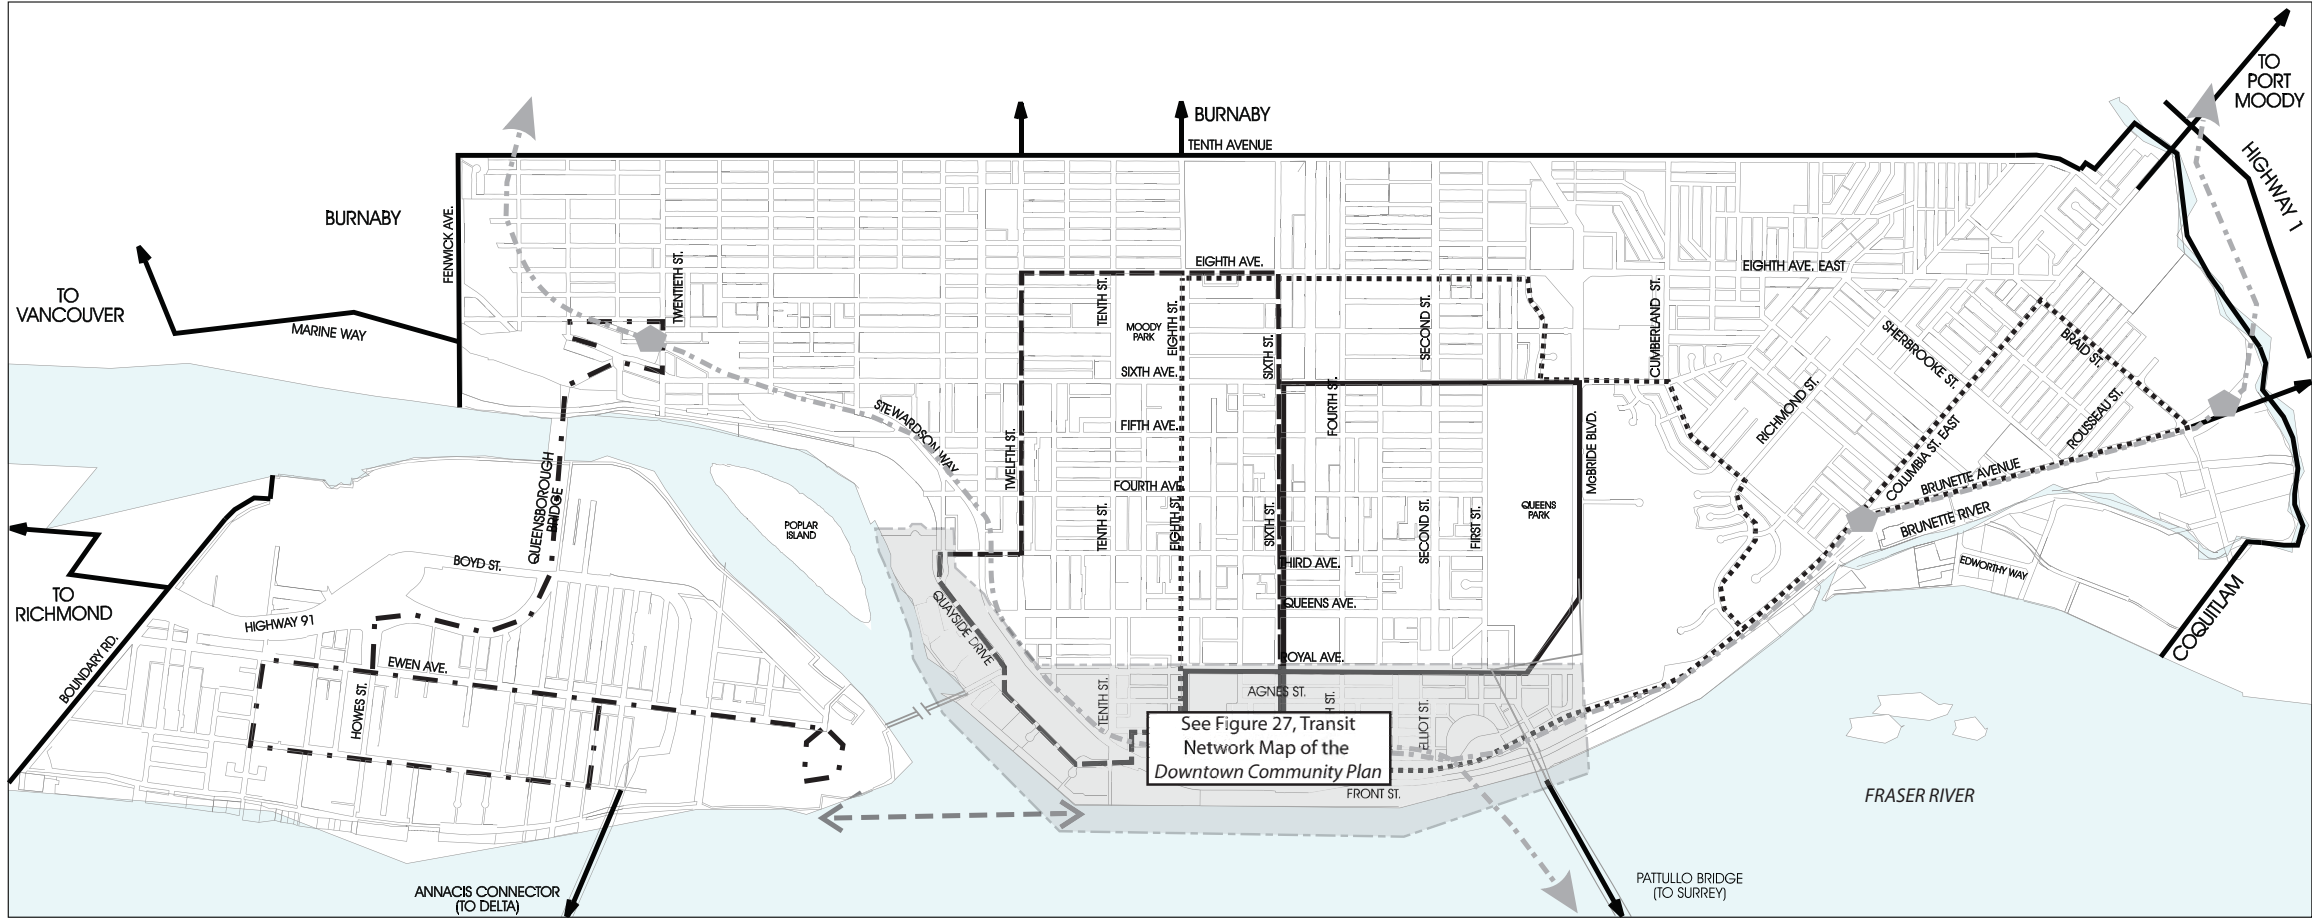 TO
PORT
MOODY
BURNABY
TENTH AVENUE
HIGHWAY 1
BURNABY
FENWICK AVE.
TWENTIETH ST.
EIGHTH AVE.
EIGHTH AVE. EAST
TO
VANCOUVER
MARINE WAY
TENTH ST.
MOODY
PARK
EIGHTH ST.
SIXTH ST.
SECOND ST.
CUMBERLAND ST.
SHERBROOKE ST.
BRAID ST.
SIXTH AVE.
STEWARDSON WAY
FIFTH AVE.
FOURTH ST.
McBRIDE BLVD.
RICHMOND ST.
COLUMBIA ST. EAST
ROUSSEAU ST.
QUEENSBOROUGH
BRIDGE
TWELFTH ST.
FOURTH AVE.
BRUNETTE AVENUE
BRUNETTE RIVER
POPLAR
ISLAND
TENTH ST.
EIGHTH ST.
SIXTH ST.
SECOND ST.
FIRST ST.
QUEENS
PARK
BOYD ST.
THIRD AVE.
EDWORTHY WAY
TO
RICHMOND
HIGHWAY 91
QUAYSIDE DRIVE
QUEENS AVE.
COQUITLAM
BOUNDARY RD.
EWEN AVE.
HOWES ST.
ROYAL AVE.
TENTH ST.
AGNES ST.
H ST.
ELLIOT ST.
See Figure 27, Transit
Network Map of the
Downtown Community Plan
FRONT ST.
FRASER RIVER
ANNACIS CONNECTOR
(TO DELTA)
PATTULLO BRIDGE
(TO SURREY)